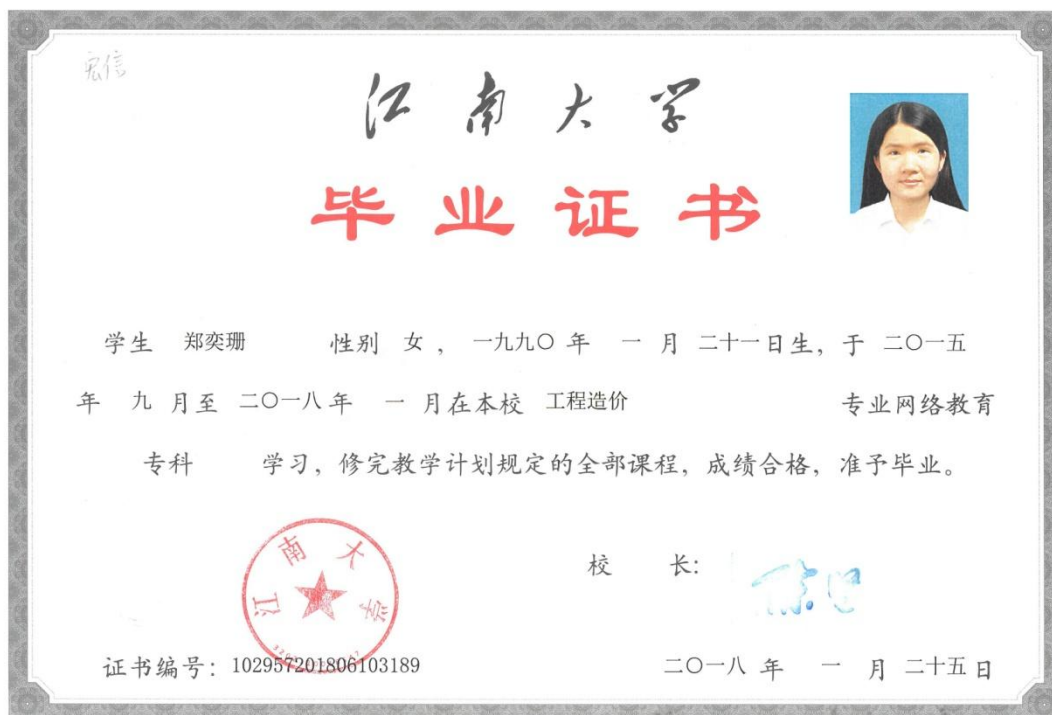 宏信
江南大学
毕业证书
学生 郑奕珊 性别 女 ， 一九九〇 年 一 月 二十一日生，于 二〇一五
年 九 月至 二〇一八年 一 月在本校 工程造价 专业网络教育
专科 学习，修完教学计划规定的全部课程，成绩合格，准予毕业。
江南大学
校 长：
证书编号：102957201806103189
二〇一八 年 一 月 二十五日